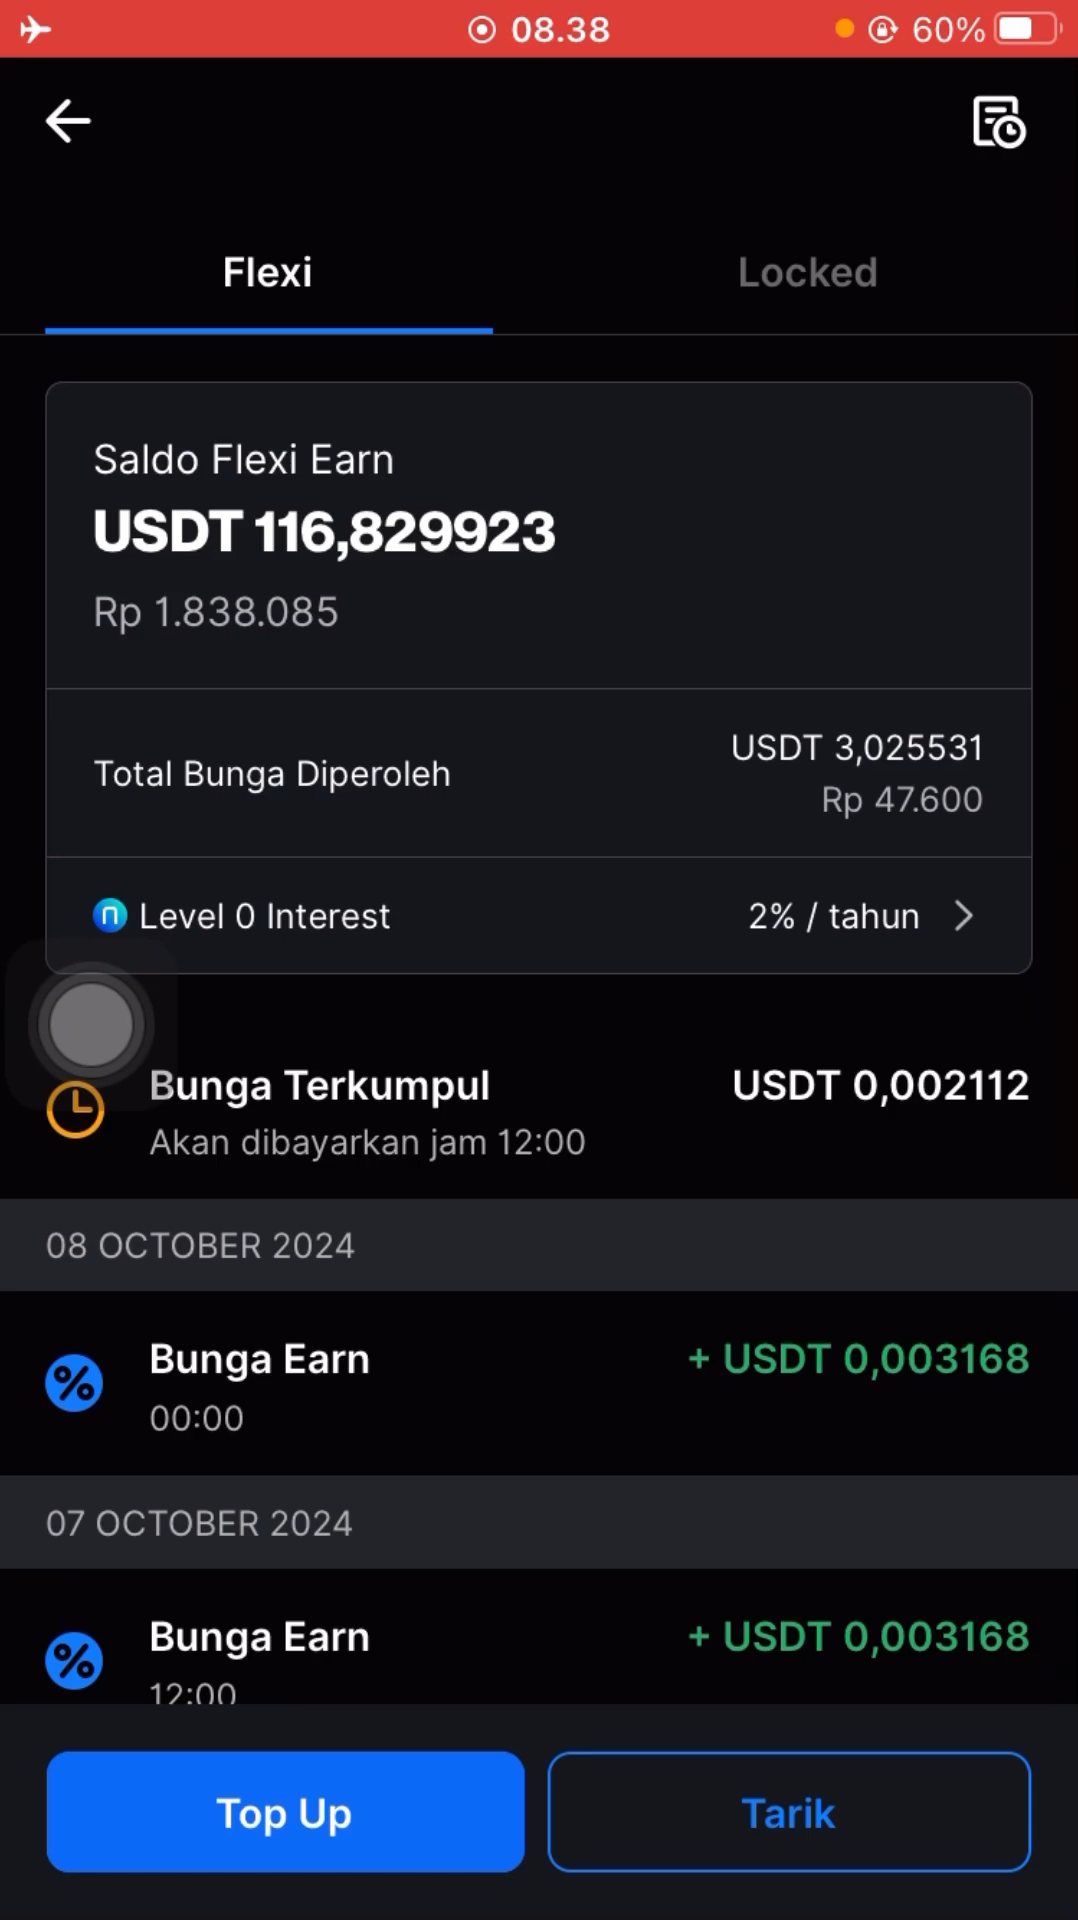 08.38
60%
Flexi
Locked
Saldo Flexi Earn
USDT 116,829923
Rp 1.838.085
Total Bunga Diperoleh
USDT 3,025531
Rp 47.600
Level 0 Interest
2% / tahun
Bunga Terkumpul
USDT 0,002112
Akan dibayarkan jam 12:00
08 OCTOBER 2024
Bunga Earn
+ USDT 0,003168
00:00
07 OCTOBER 2024
Bunga Earn
+ USDT 0,003168
12:00
Top Up
Tarik